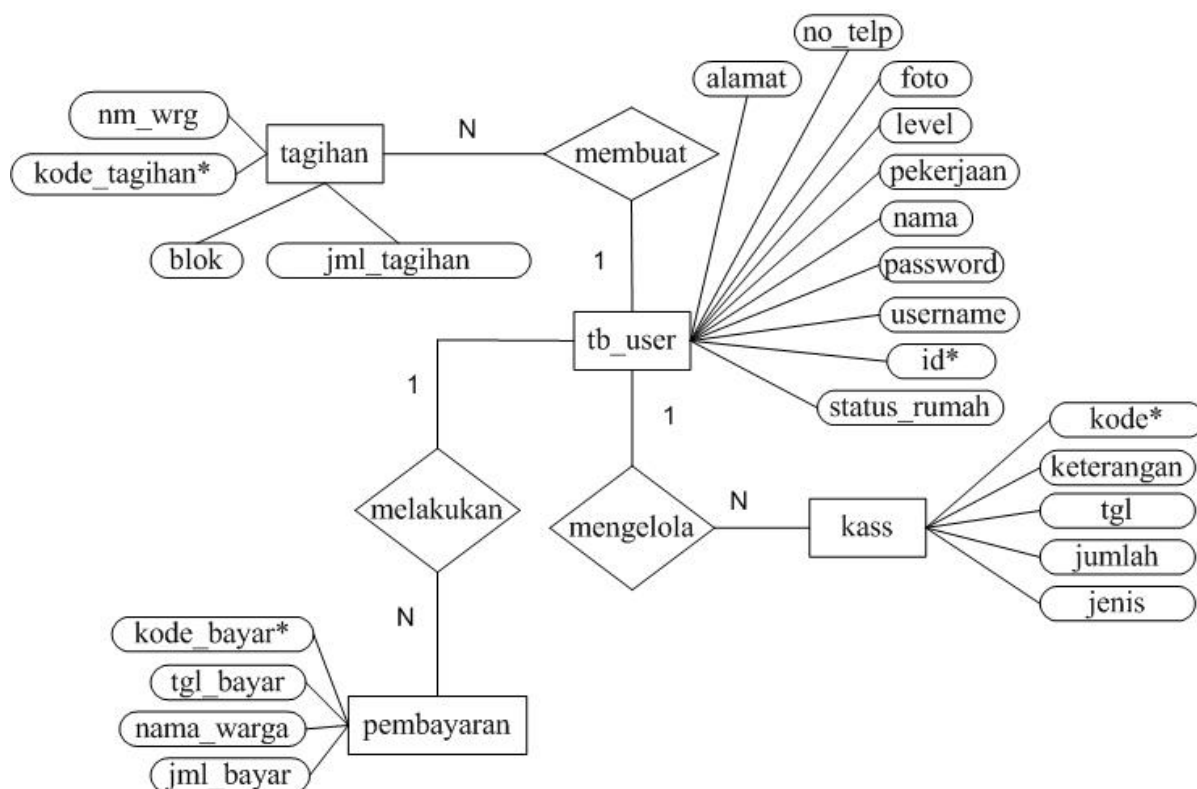 no_telp
alamat
foto
nm_wrg
level
N
tagihan
membuat
kode_tagihan*
pekerjaan
nama
blok
jml_tagihan
1
password
username
tb_user
id*
1
1
status_rumah
kode*
keterangan
melakukan
mengelola
N
kass
tgl
jumlah
jenis
N
kode_bayar*
tgl_bayar
nama_warga
pembayaran
jml_bayar